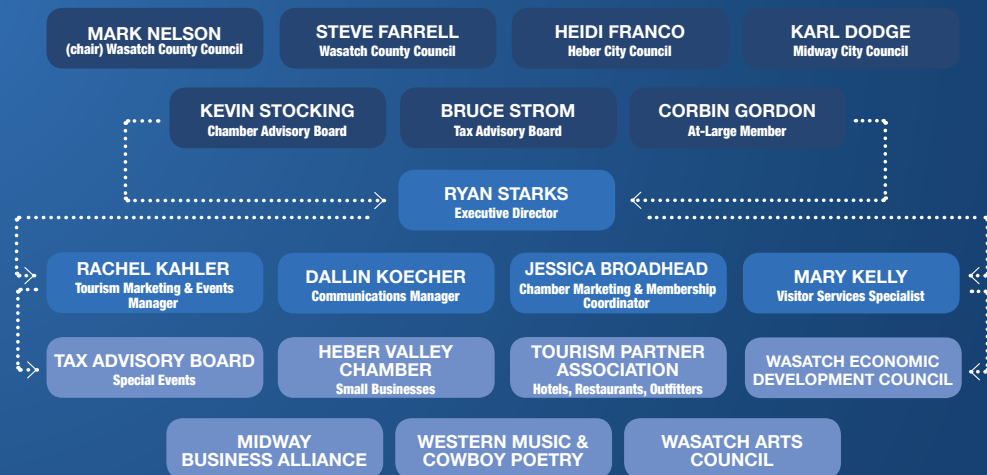 MARK NELSON
(chair) Wasatch County Council
STEVE FARRELL
Wasatch County Council
HEIDI FRANCO
Heber City Council
KARL DODGE
Midway City Council
KEVIN STOCKING
Chamber Advisory Board
BRUCE STROM
Tax Advisory Board
CORBIN GORDON
At-Large Member
RYAN STARKS
Executive Director
RACHEL KAHLER
Tourism Marketing & Events
Manager
DALLIN KOECHER
Communications Manager
JESSICA BROADHEAD
Chamber Marketing & Membership
Coordinator
MARY KELLY
Visitor Services Specialist
TAX ADVISORY BOARD
Special Events
HEBER VALLEY
CHAMBER
Small Businesses
TOURISM PARTNER
ASSOCIATION
Hotels, Restaurants, Outfitters
WASATCH ECONOMIC
DEVELOPMENT COUNCIL
MIDWAY
BUSINESS ALLIANCE
WESTERN MUSIC &
COWBOY POETRY
WASATCH ARTS
COUNCIL